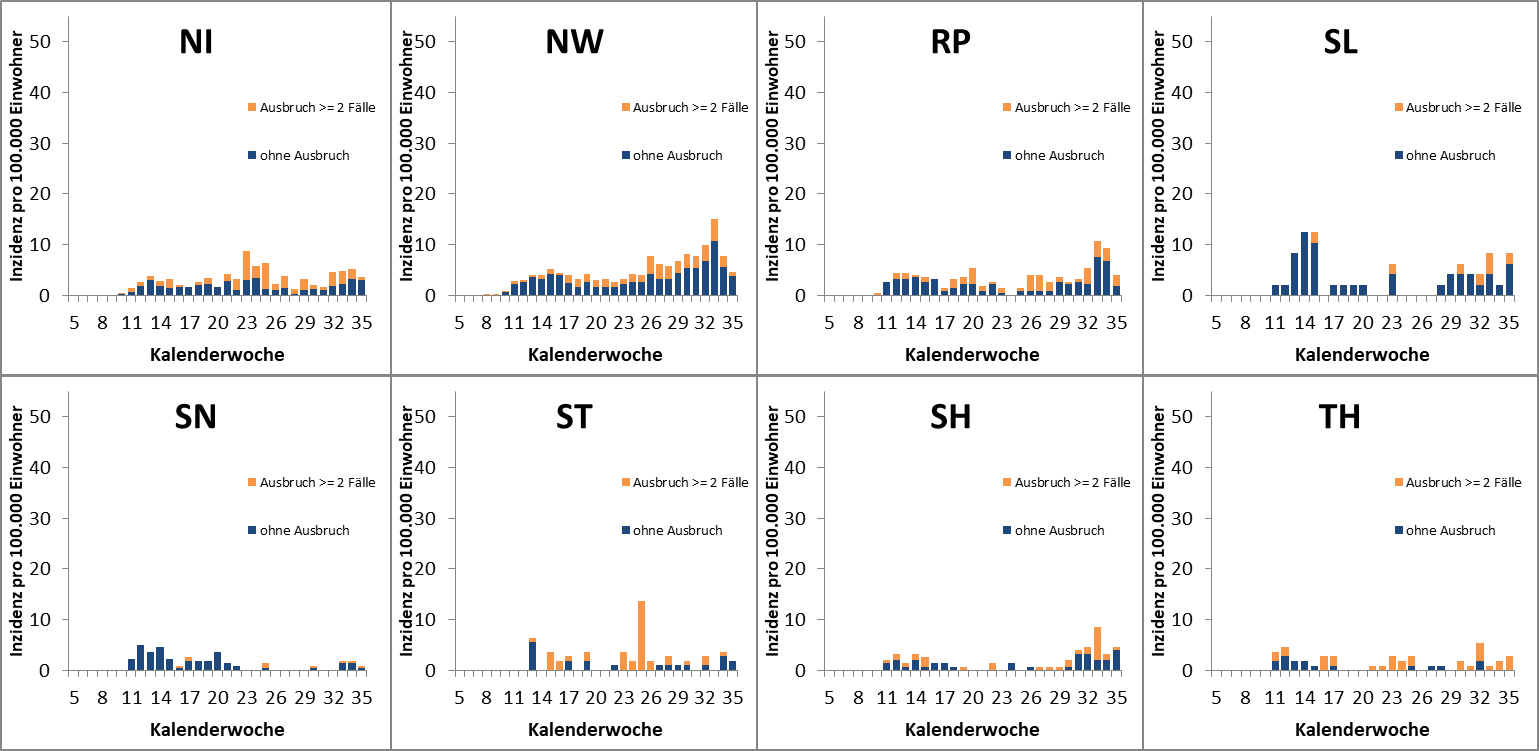 NI
Inzidenz pro 100.000 Einwohner
50
40
30
20
10
0
Ausbruch >= 2 Fälle
ohne Ausbruch
5 8 11 14 17 20 23 26 29 32 35
Kalenderwoche
NW
Inzidenz pro 100.000 Einwohner
50
40
30
20
10
0
Ausbruch >= 2 Fälle
ohne Ausbruch
5 8 11 14 17 20 23 26 29 32 35
Kalenderwoche
RP
Inzidenz pro 100.000 Einwohner
50
40
30
20
10
0
Ausbruch >= 2 Fälle
ohne Ausbruch
5 8 11 14 17 20 23 26 29 32 35
Kalenderwoche
SL
Inzidenz pro 100.000 Einwohner
50
40
30
20
10
0
Ausbruch >= 2 Fälle
ohne Ausbruch
5 8 11 14 17 20 23 26 29 32 35
Kalenderwoche
SN
Inzidenz pro 100.000 Einwohner
50
40
30
20
10
0
Ausbruch >= 2 Fälle
ohne Ausbruch
5 8 11 14 17 20 23 26 29 32 35
Kalenderwoche
ST
Inzidenz pro 100.000 Einwohner
50
40
30
20
10
0
Ausbruch >= 2 Fälle
ohne Ausbruch
5 8 11 14 17 20 23 26 29 32 35
Kalenderwoche
SH
Inzidenz pro 100.000 Einwohner
50
40
30
20
10
0
Ausbruch >= 2 Fälle
ohne Ausbruch
5 8 11 14 17 20 23 26 29 32 35
Kalenderwoche
TH
Inzidenz pro 100.000 Einwohner
50
40
30
20
10
0
Ausbruch >= 2 Fälle
ohne Ausbruch
5 8 11 14 17 20 23 26 29 32 35
Kalenderwoche